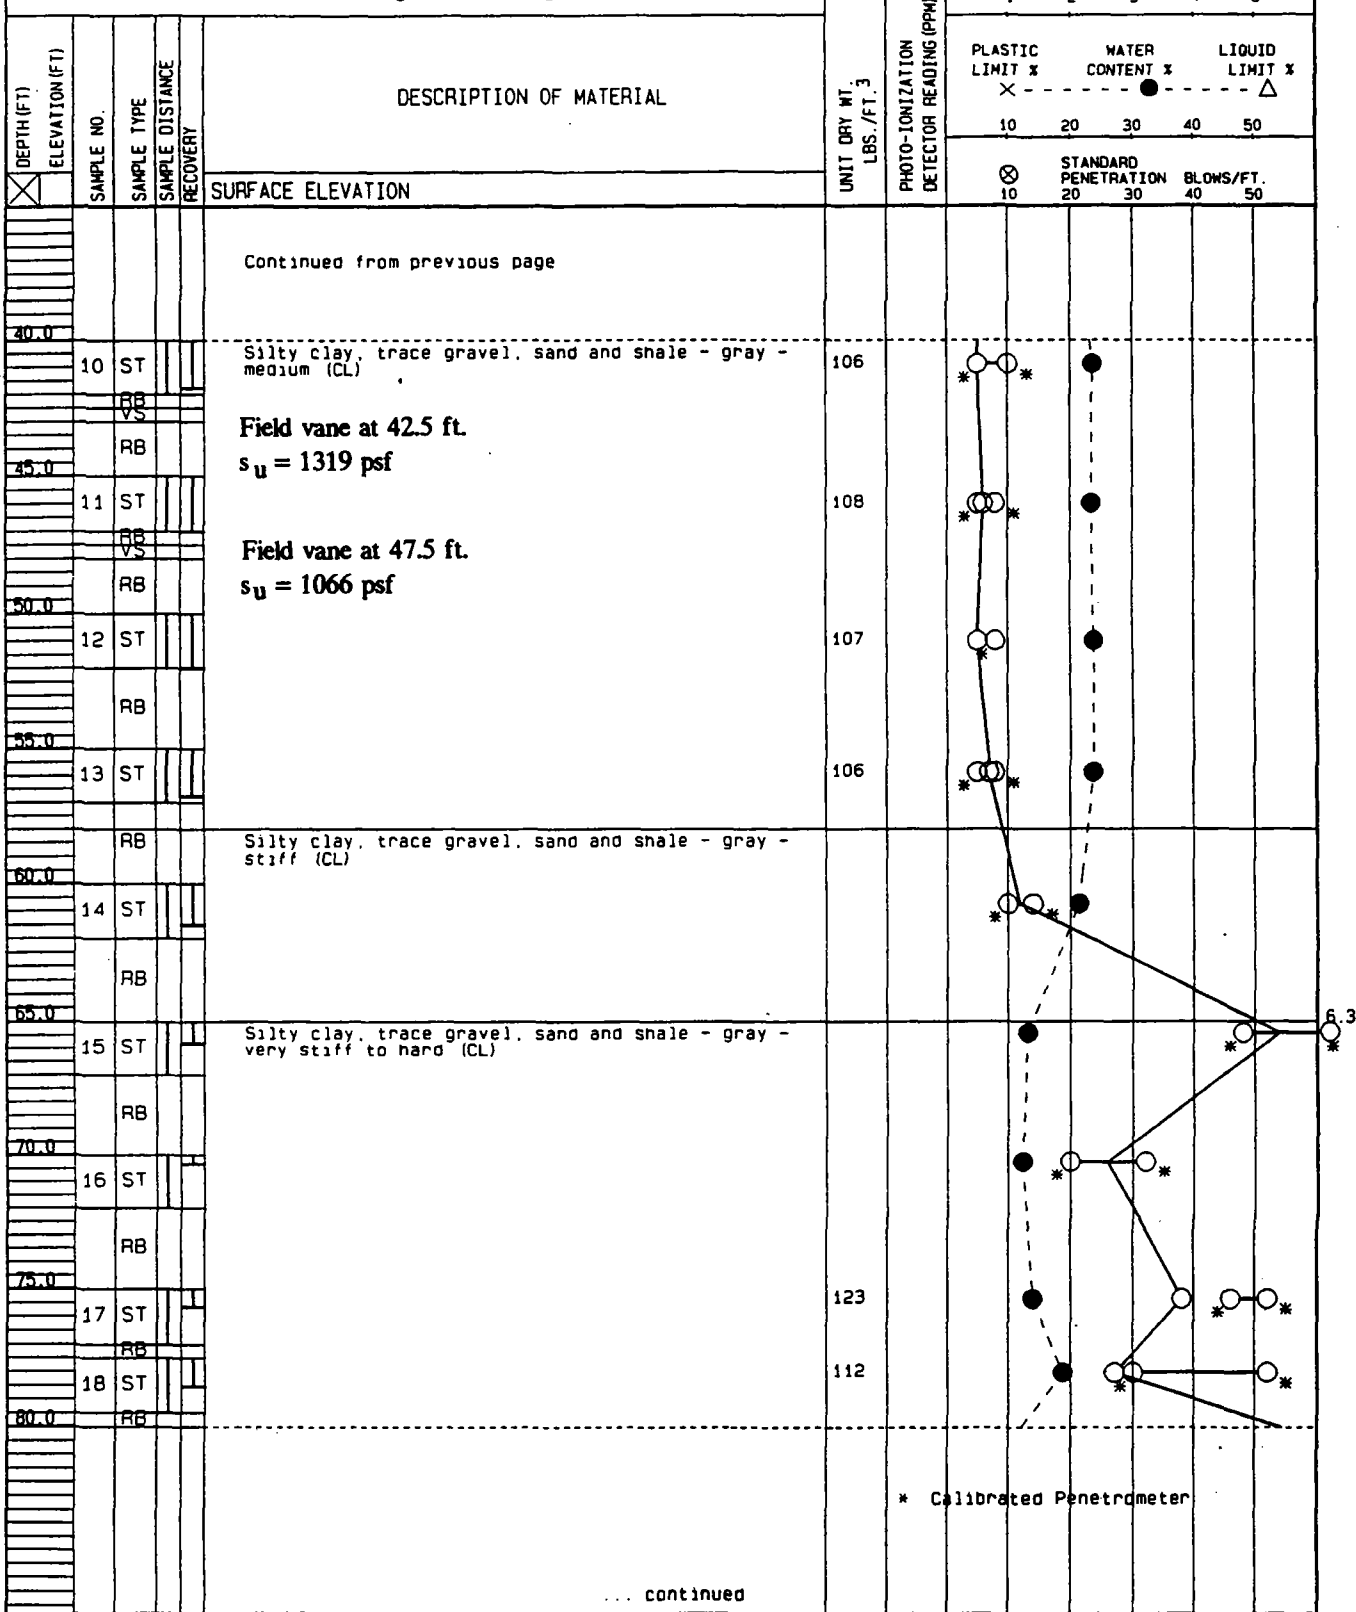 DEPTH (FT)
ELEVATION (FT)
SAMPLE NO.
SAMPLE TYPE
SAMPLE DISTANCE
RECOVERY
DESCRIPTION OF MATERIAL
SURFACE ELEVATION
UNIT DRY WT.
LBS./FT.3
PHOTO-IONIZATION
DETECTOR READING (PPM)
PLASTIC WATER LIQUID
LIMIT % CONTENT % LIMIT %
10 20 30 40 50
STANDARD
PENETRATION BLOWS/FT.
10 20 30 40 50
Continued from previous page
40.0
10 ST Silty clay, trace gravel, sand and shale - gray - 106
medium (CL)
* *
RB
VS
Field vane at 42.5 ft.
RB
su = 1319 psf
45.0
11 ST 108
* *
RB
VS
Field vane at 47.5 ft.
RB
su = 1066 psf
50.0
12 ST 107
*
RB
55.0
13 ST 106
* *
RB Silty clay, trace gravel, sand and shale - gray -
stiff (CL)
60.0
14 ST
* *
RB
65.0
6.3
Silty clay, trace gravel, sand and shale - gray -
15 ST very stiff to hard (CL)
* *
RB
70.0
16 ST
* *
RB
75.0
17 ST 123
* *
RB
18 ST 112
* *
80.0 RB
* Calibrated Penetrometer
... continued